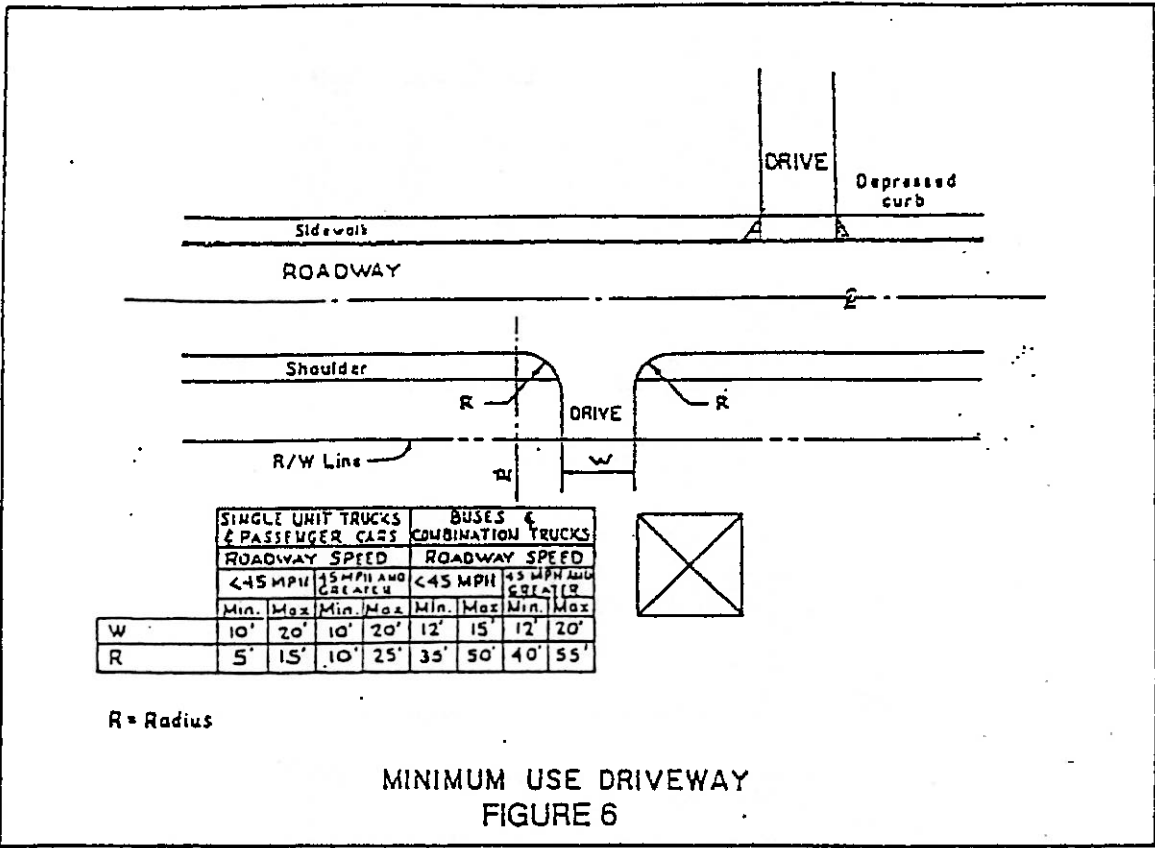 DRIVE
Depressed
curb
Sidewalk
ROADWAY
Shoulder
R
DRIVE
R
R/W Line
W
SINGLE UNIT TRUCKS & PASSENGER CARS BUSES & COMBINATION TRUCKS
ROADWAY SPEED ROADWAY SPEED
<45 MPH 45 MPH AND GREATER <45 MPH 45 MPH AND GREATER
Min. Max Min. Max Min. Max Min. Max
W 10' 20' 10' 20' 12' 15' 12' 20'
R 5' 15' 10' 25' 35' 50' 40' 55'
R = Radius
MINIMUM USE DRIVEWAY
FIGURE 6